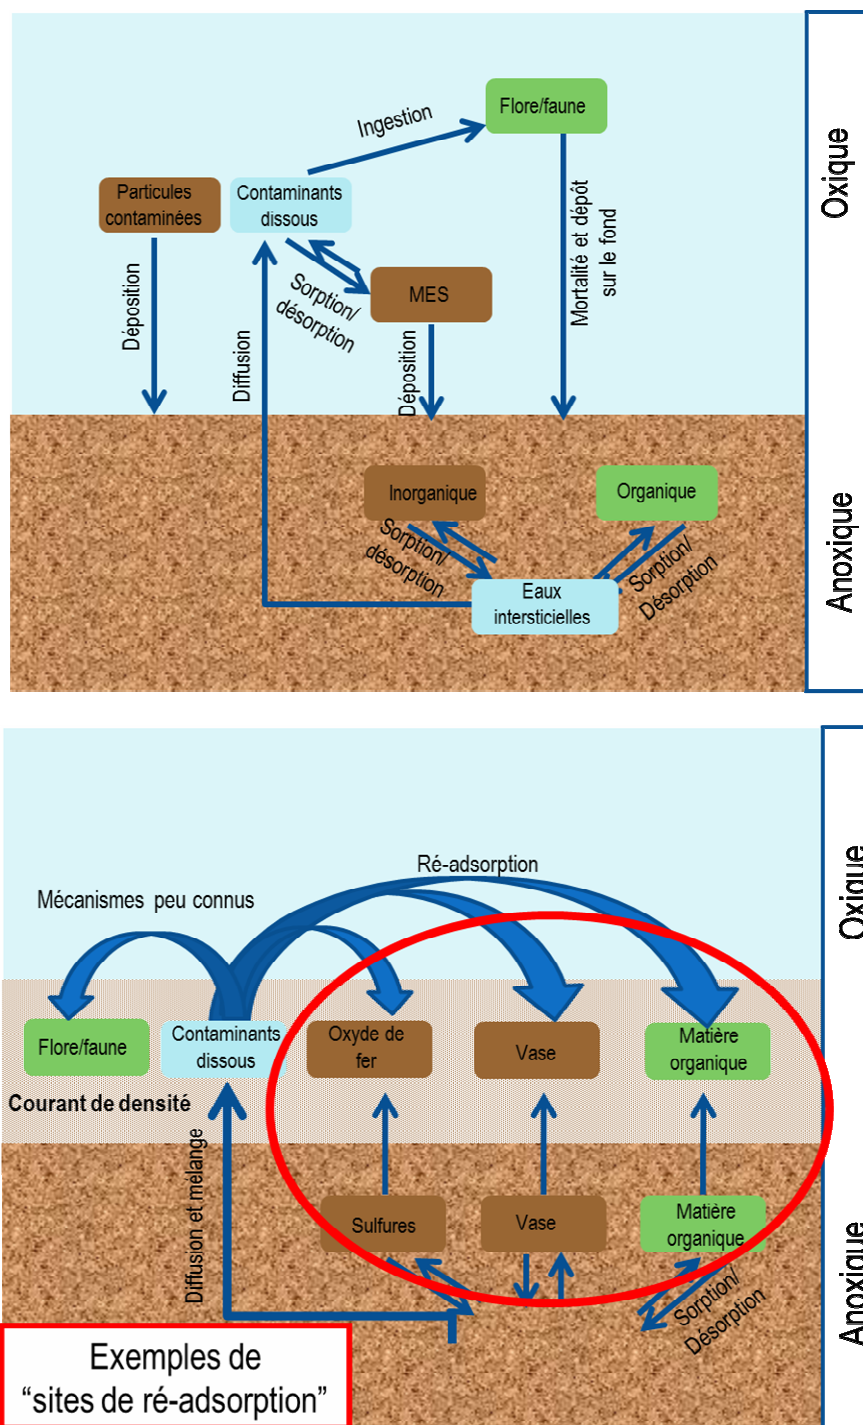 Flore/faune
Ingestion
Particules
contaminées
Contaminants
dissous
Oxique
Mortalité et dépôt
sur le fond
Sorption/
désorption
MES
Déposition
Diffusion
Déposition
Inorganique
Organique
Anoxique
Sorption/
désorption
Sorption/
Désorption
Eaux
intersticielles
Ré-adsorption
Mécanismes peu connus
Oxique
Flore/faune
Contaminants
dissous
Oxyde de
fer
Vase
Matière
organique
Courant de densité
Diffusion et mélange
Sulfures
Vase
Matière
organique
Anoxique
Sorption/
Désorption
Exemples de
“sites de ré-adsorption”